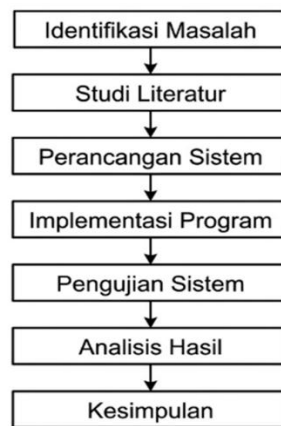 Identifikasi Masalah
Studi Literatur
Perancangan Sistem
Implementasi Program
Pengujian Sistem
Analisis Hasil
Kesimpulan